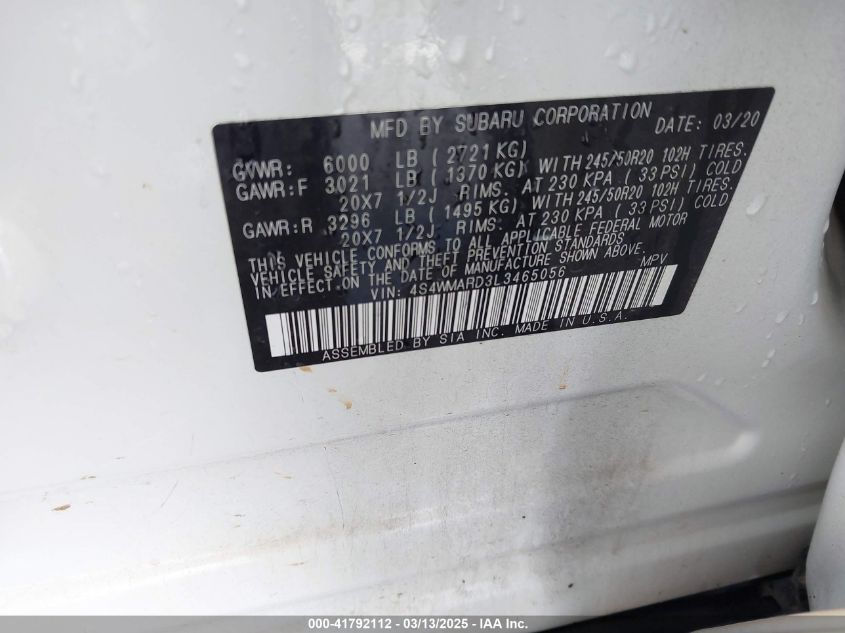 MFD BY SUBARU CORPORATION DATE: 03/20
GVWR: 6000 LB ( 2721 KG)
GAWR:F 3021 LB ( 1370 KG) WITH 245/50R20 102H TIRES.
20X7 1/2J RIMS. AT 230 KPA ( 33 PSI) COLD
GAWR:R 3296 LB ( 1495 KG) WITH 245/50R20 102H TIRES.
20X7 1/2J RIMS. AT 230 KPA ( 33 PSI) COLD
THIS VEHICLE CONFORMS TO ALL APPLICABLE FEDERAL MOTOR
VEHICLE SAFETY AND THEFT PREVENTION STANDARDS
IN EFFECT ON THE DATE OF MANUFACTURE SHOWN ABOVE.
VIN: 4S4WMARD3L3465056 MPV
ASSEMBLED BY SIA INC. MADE IN U.S.A.
000-41792112 - 03/13/2025 - IAA Inc.